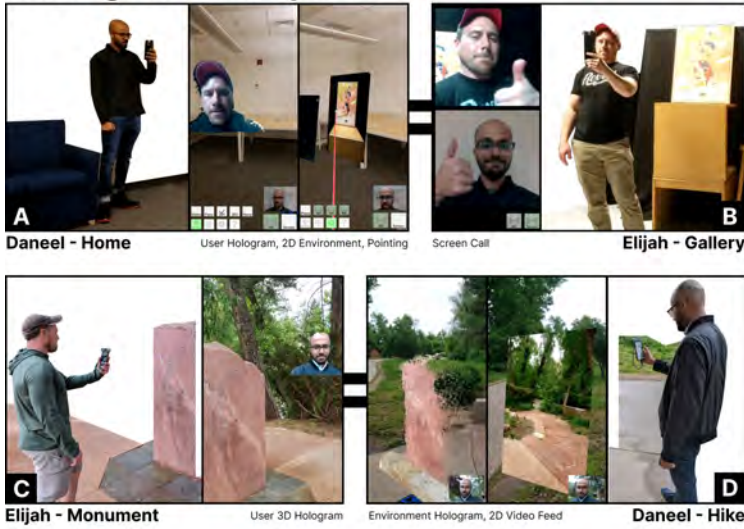 A
B
Daneel - Home
User Hologram, 2D Environment, Pointing
Screen Call
Elijah - Gallery
C
D
Elijah - Monument
User 3D Hologram
Environment Hologram, 2D Video Feed
Daneel - Hike